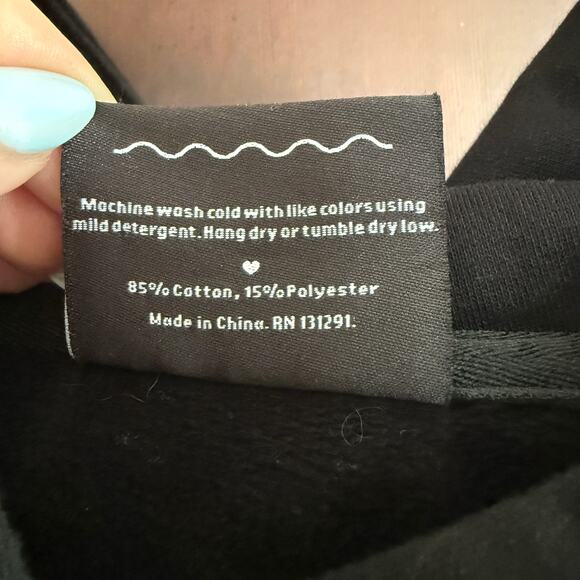 Machine wash cold with like colors using
mild detergent. Hang dry or tumble dry low.
85% Cotton, 15% Polyester
Made in China. RN 131291.